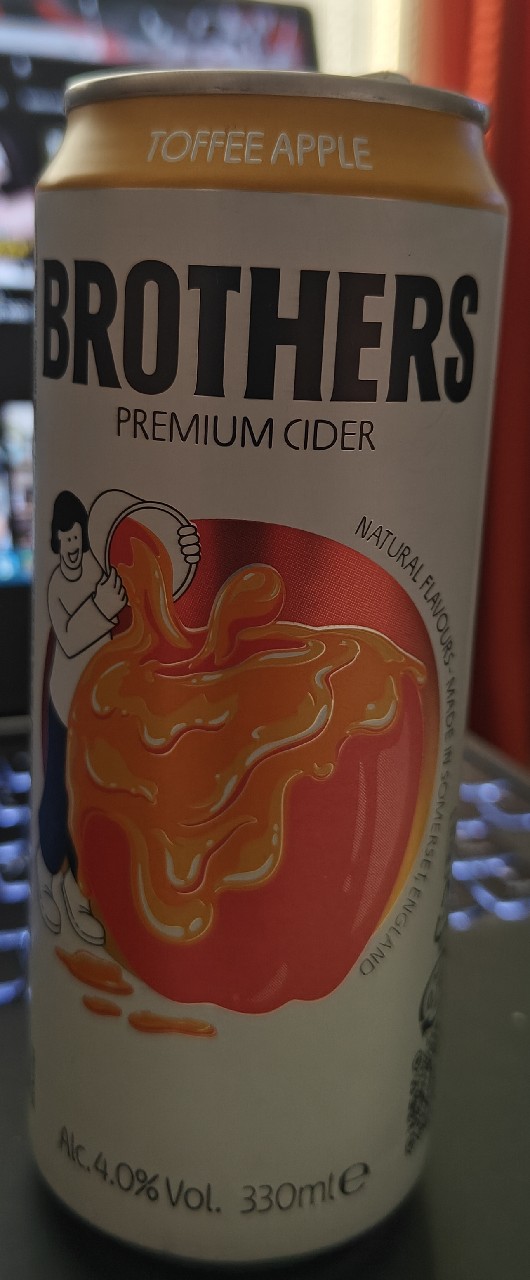 TOFFEE APPLE
BROTHERS
PREMIUM CIDER
NATURAL FLAVOURS - MADE IN SOMERSET, ENGLAND
Alc. 4.0% Vol. 330ml e